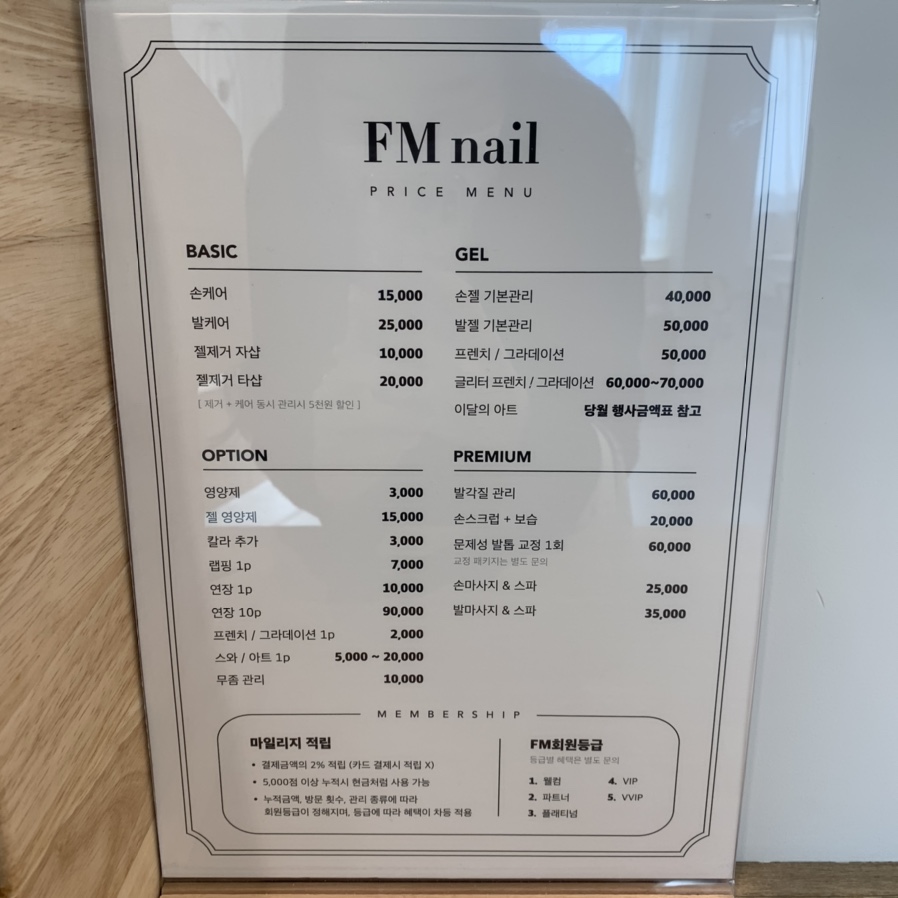 FM nail
PRICE MENU
BASIC
손케어 15,000
발케어 25,000
젤제거 자샵 10,000
젤제거 타샵 20,000
[ 제거 + 케어 동시 관리시 5천원 할인 ]
GEL
손젤 기본관리 40,000
발젤 기본관리 50,000
프렌치 / 그라데이션 50,000
글리터 프렌치 / 그라데이션 60,000~70,000
이달의 아트 당월 행사금액표 참고
OPTION
영양제 3,000
젤 영양제 15,000
칼라 추가 3,000
랩핑 1p 7,000
연장 1p 10,000
연장 10p 90,000
프렌치 / 그라데이션 1p 2,000
스와 / 아트 1p 5,000 ~ 20,000
무좀 관리 10,000
PREMIUM
발각질 관리 60,000
손스크럽 + 보습 20,000
문제성 발톱 교정 1회 60,000
교정 패키지는 별도 문의
손마사지 & 스파 25,000
발마사지 & 스파 35,000
MEMBERSHIP
마일리지 적립
• 결제금액의 2% 적립 (카드 결제시 적립 X)
• 5,000점 이상 누적시 현금처럼 사용 가능
• 누적금액, 방문 횟수, 관리 종류에 따라
회원등급이 정해지며, 등급에 따라 혜택이 차등 적용
FM회원등급
등급별 혜택은 별도 문의
1. 웰컴
2. 파트너
3. 플래티넘
4. VIP
5. VVIP